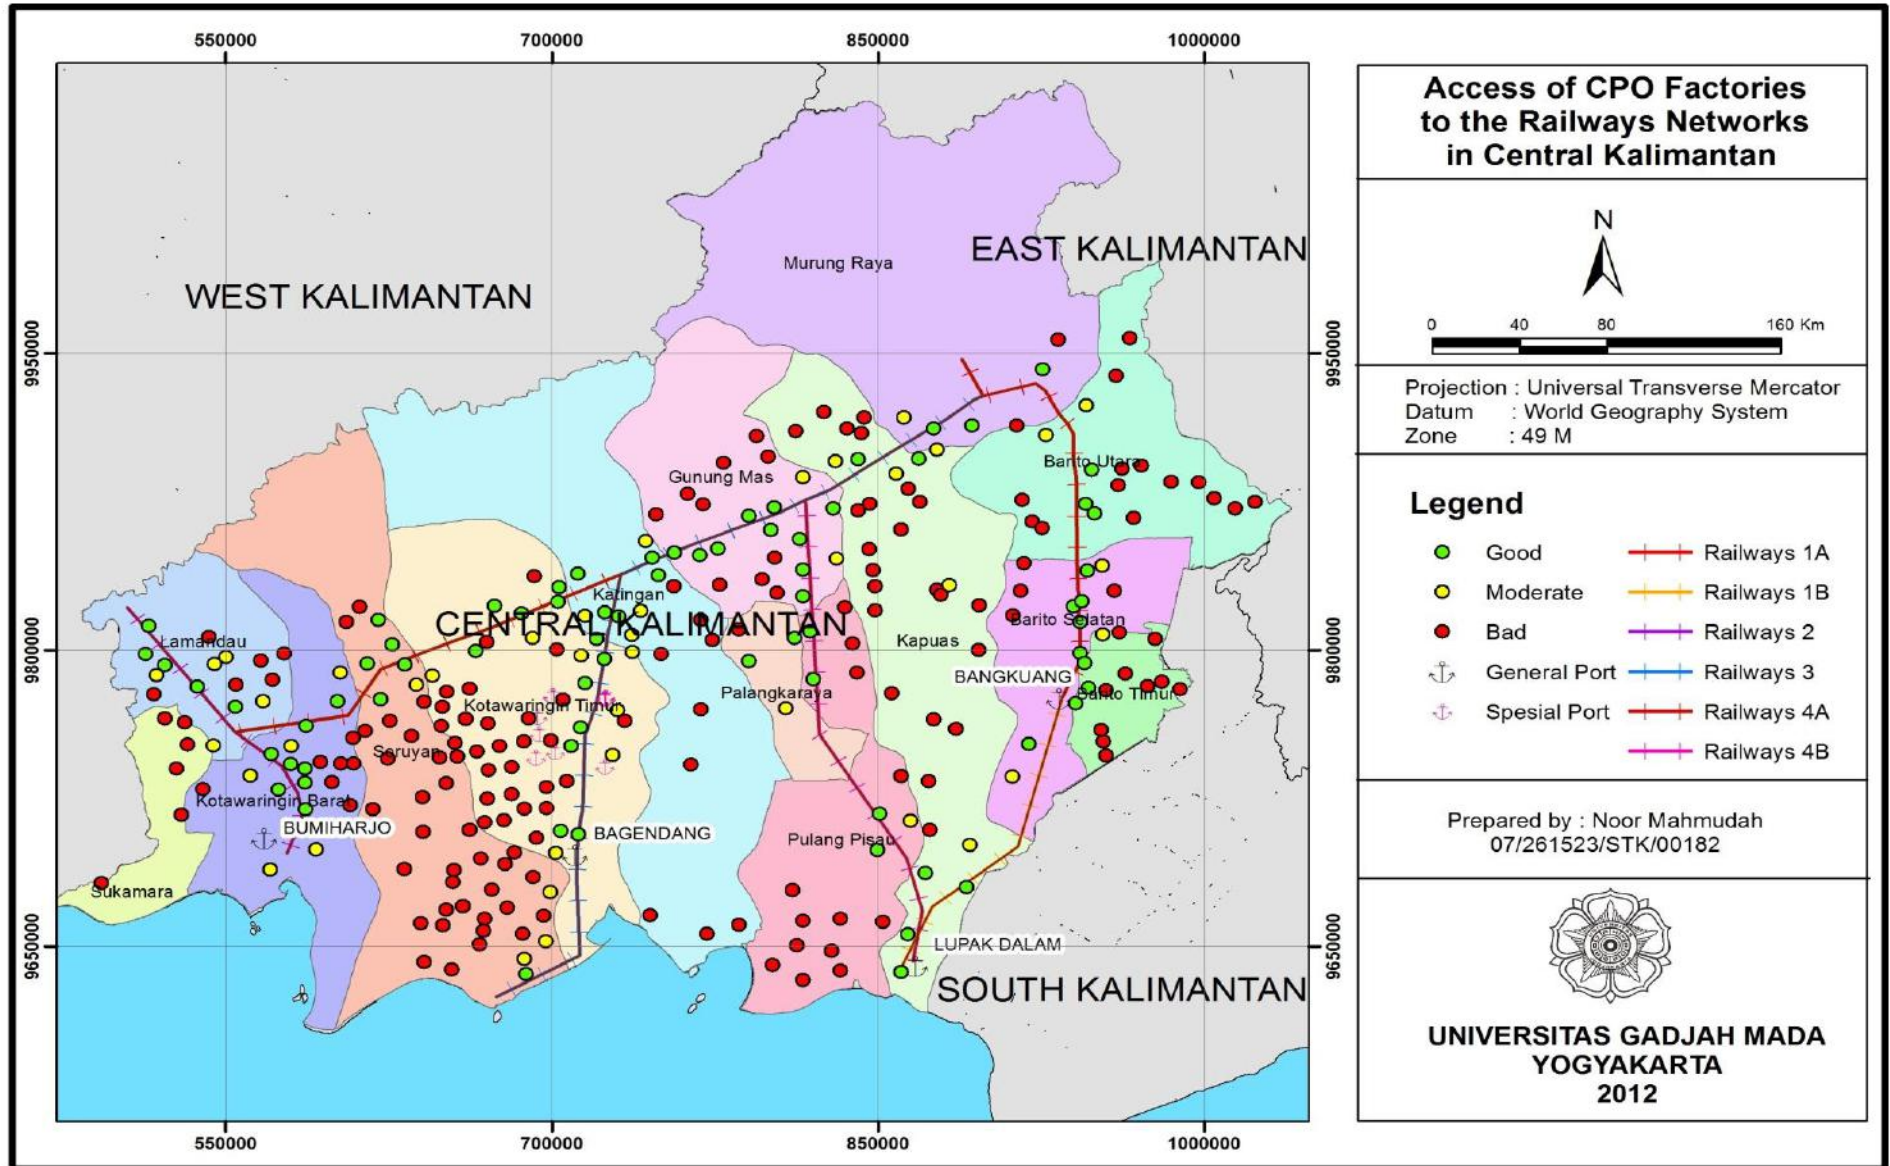 550000
700000
850000
1000000
9950000
9950000
9800000
9800000
9650000
9650000
550000
700000
850000
1000000
WEST KALIMANTAN
EAST KALIMANTAN
CENTRAL KALIMANTAN
SOUTH KALIMANTAN
Murung Raya
Gunung Mas
Barito Utara
Katingan
Lamandau
Kapuas
Barito Selatan
BANGKUANG
Barito Timur
Palangkaraya
Kotawaringin Timur
Seruyan
Kotawaringin Barat
BUMIHARJO
BAGENDANG
Pulang Pisau
Sukamara
LUPAK DALAM
Access of CPO Factories
to the Railways Networks
in Central Kalimantan
N
0 40 80 160 Km
Projection : Universal Transverse Mercator
Datum : World Geography System
Zone : 49 M
Legend
Good
Moderate
Bad
General Port
Spesial Port
Railways 1A
Railways 1B
Railways 2
Railways 3
Railways 4A
Railways 4B
Prepared by : Noor Mahmudah
07/261523/STK/00182
UNIVERSITAS GADJAH MADA
YOGYAKARTA
2012